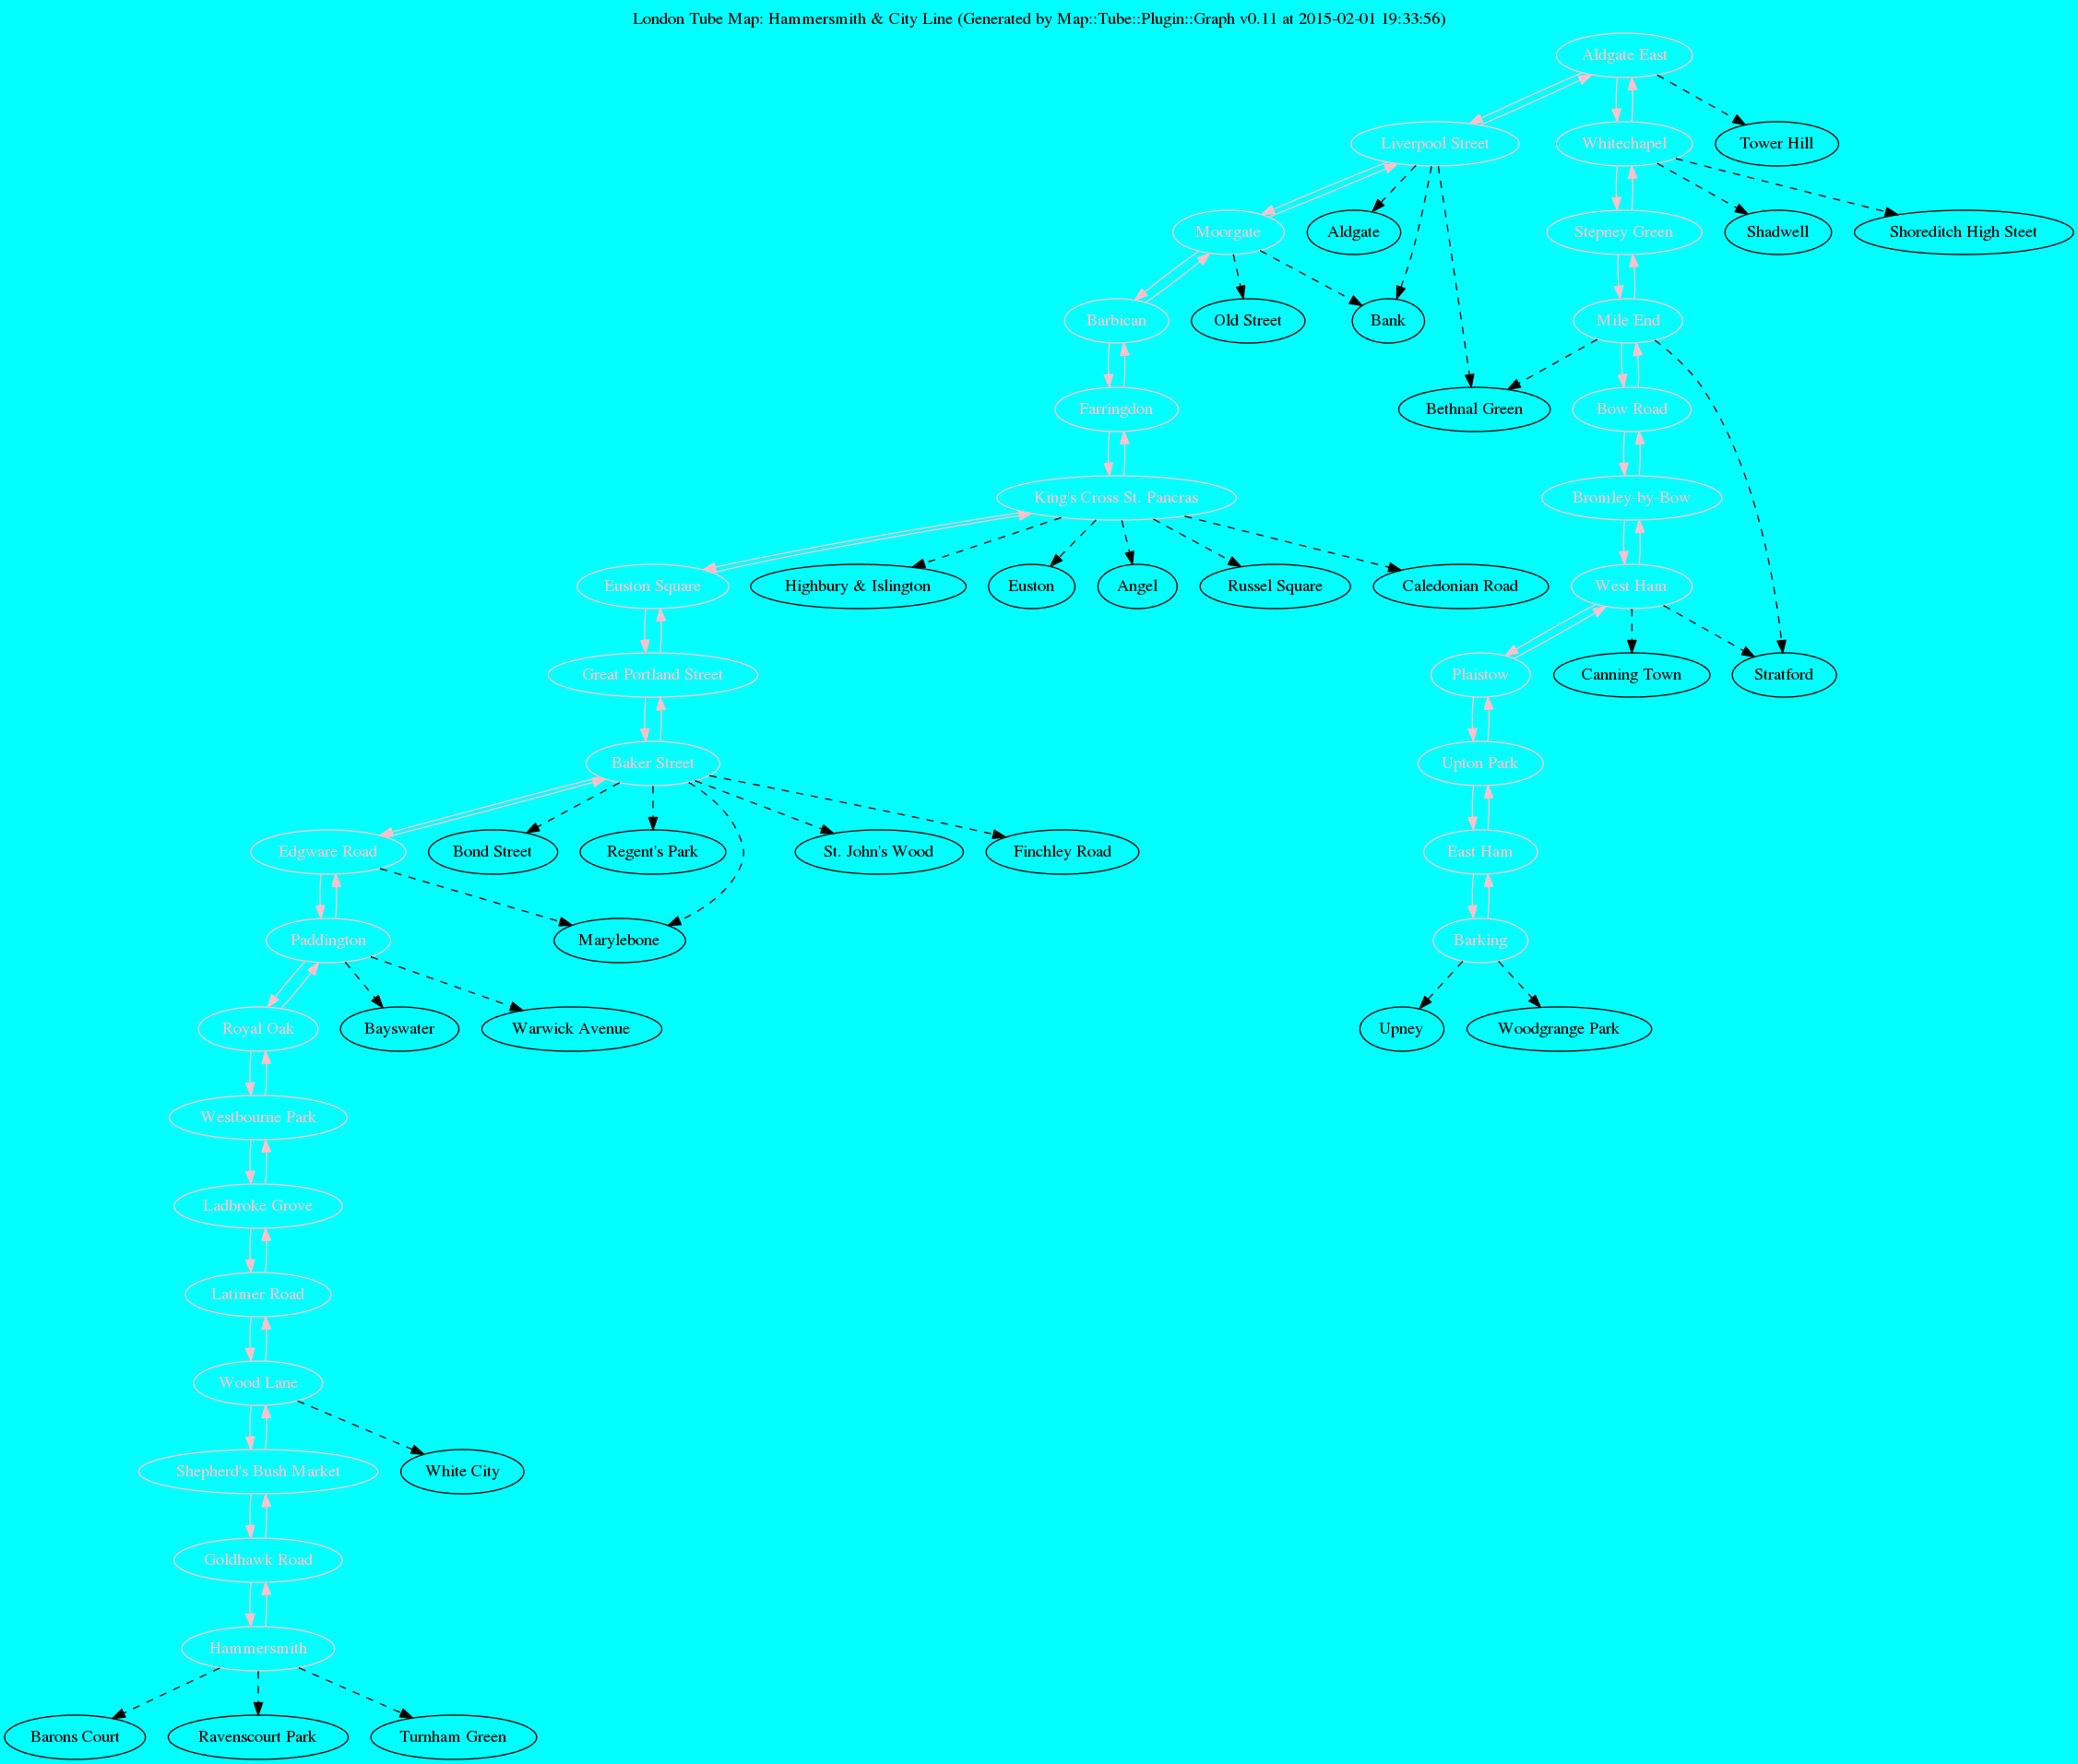 London Tube Map: Hammersmith & City Line (Generated by Map::Tube::Plugin::Graph v0.11 at 2015-02-01 19:33:56)
Aldgate East
Liverpool Street
Whitechapel
Tower Hill
Moorgate
Aldgate
Stepney Green
Shadwell
Shoreditch High Steet
Barbican
Old Street
Bank
Mile End
Farringdon
Bethnal Green
Bow Road
King's Cross St. Pancras
Bromley-by-Bow
Euston Square
Highbury & Islington
Euston
Angel
Russel Square
Caledonian Road
West Ham
Great Portland Street
Plaistow
Canning Town
Stratford
Baker Street
Upton Park
Edgware Road
Bond Street
Regent's Park
St. John's Wood
Finchley Road
East Ham
Paddington
Marylebone
Barking
Royal Oak
Bayswater
Warwick Avenue
Upney
Woodgrange Park
Westbourne Park
Ladbroke Grove
Latimer Road
Wood Lane
Shepherd's Bush Market
White City
Goldhawk Road
Hammersmith
Barons Court
Ravenscourt Park
Turnham Green